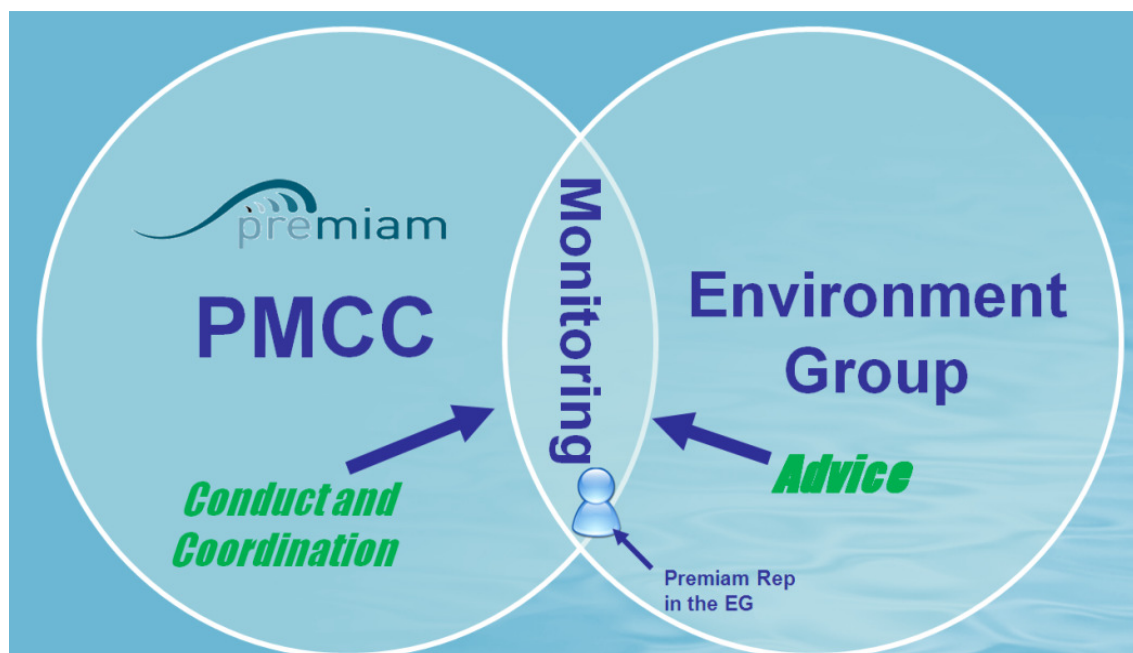 premiam
PMCC
Conduct and
Coordination
Monitoring
Environment
Group
Advice
Premiam Rep
in the EG